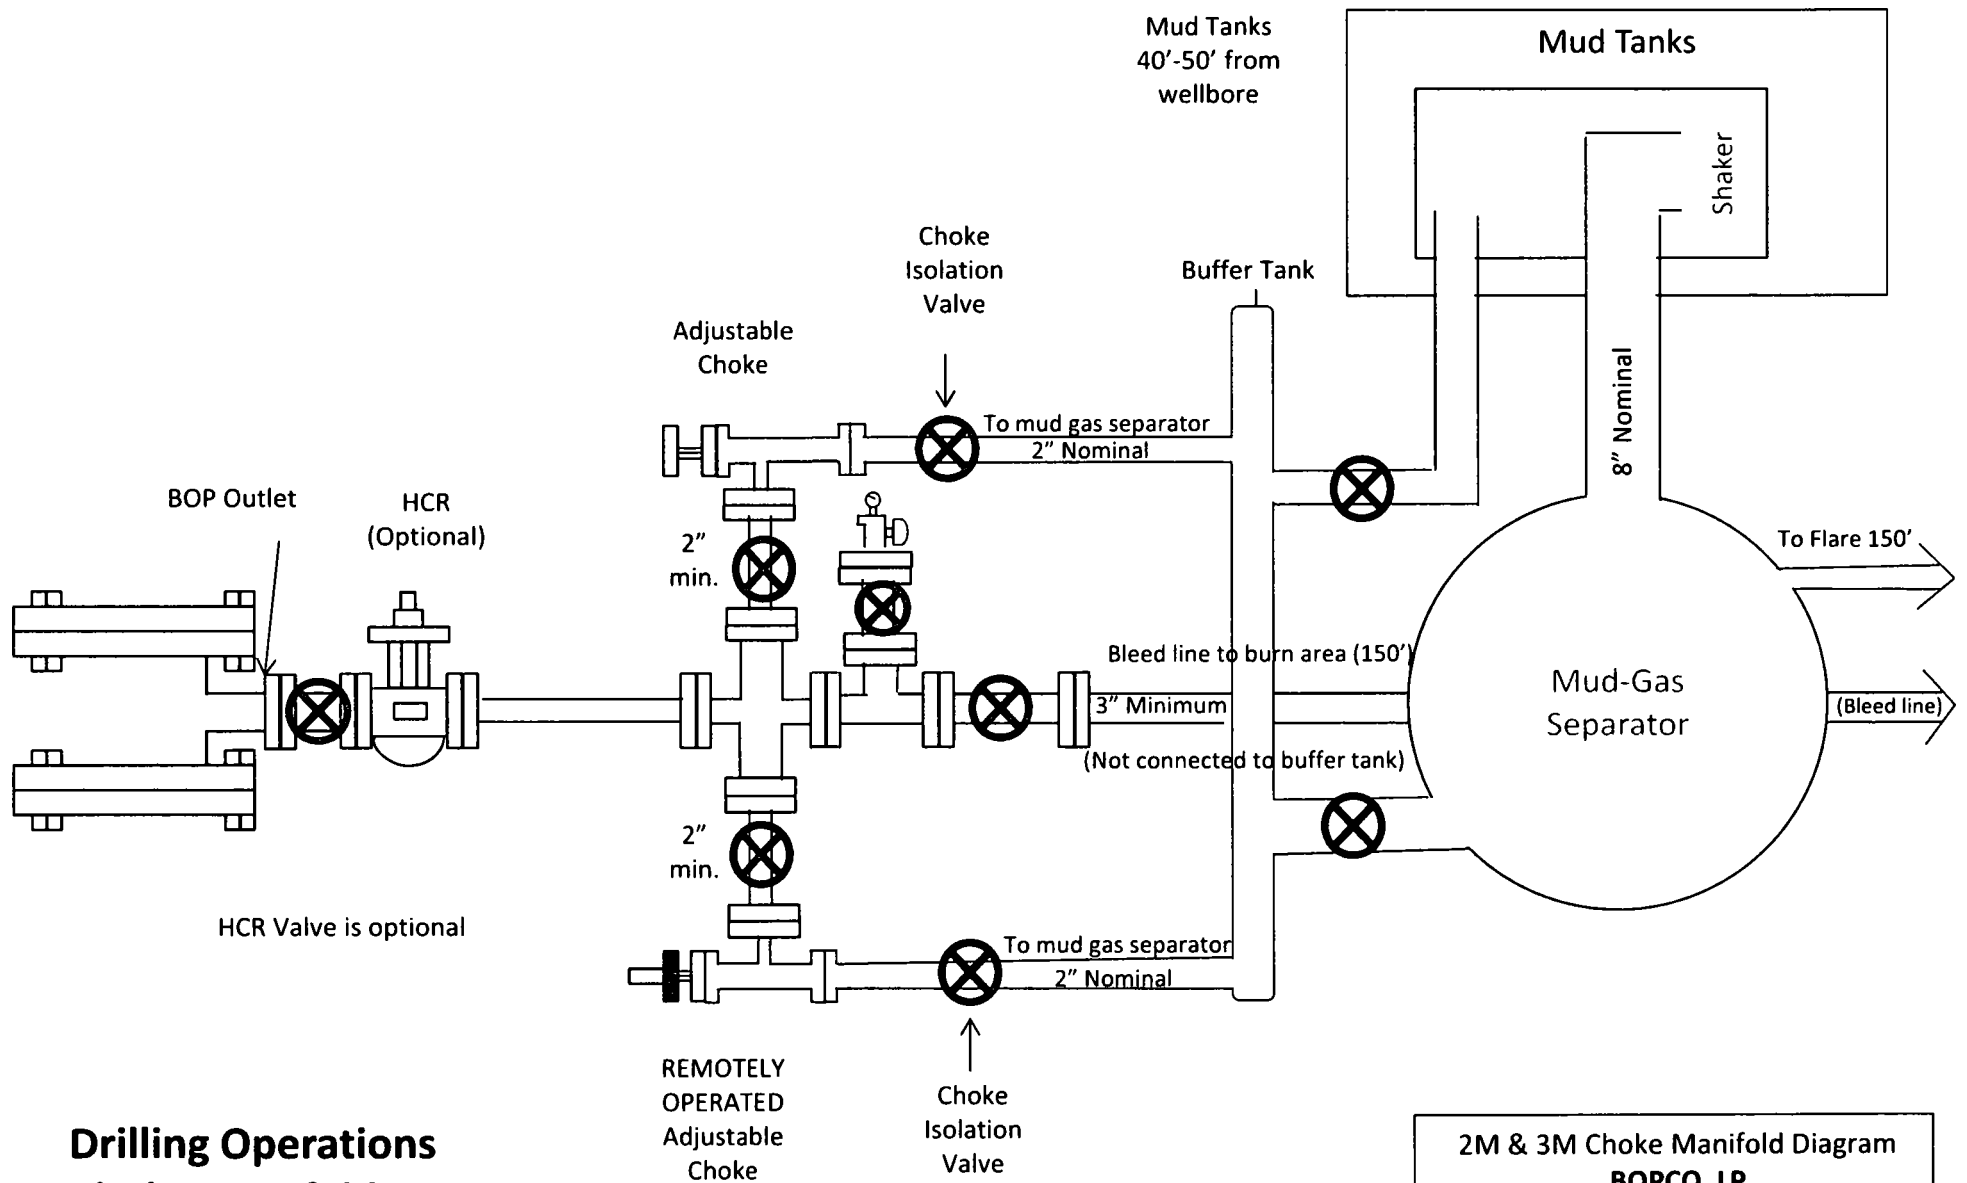 Mud Tanks
40'-50' from
wellbore
Mud Tanks
Shaker
Choke
Isolation
Valve
Buffer Tank
Adjustable
Choke
To mud gas separator
2" Nominal
8" Nominal
BOP Outlet
HCR
(Optional)
2"
min.
To Flare 150'
Bleed line to burn area (150')
3" Minimum
(Not connected to buffer tank)
Mud-Gas
Separator
(Bleed line)
2"
min.
HCR Valve is optional
To mud gas separator
2" Nominal
REMOTELY
OPERATED
Adjustable
Choke
Choke
Isolation
Valve
Drilling Operations
2M & 3M Choke Manifold Diagram
BOPCO, LP